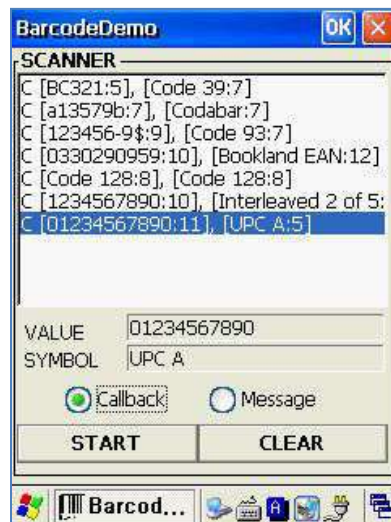 BarcodeDemo OK
SCANNER
C [BC321:5], [Code 39:7]
C [a13579b:7], [Codabar:7]
C [123456-9$:9], [Code 93:7]
C [0330290959:10], [Bookland EAN:12]
C [Code 128:8], [Code 128:8]
C [1234567890:10], [Interleaved 2 of 5:
C [01234567890:11], [UPC A:5]
VALUE 01234567890
SYMBOL UPC A
Callback Message
START CLEAR
Barcod... A